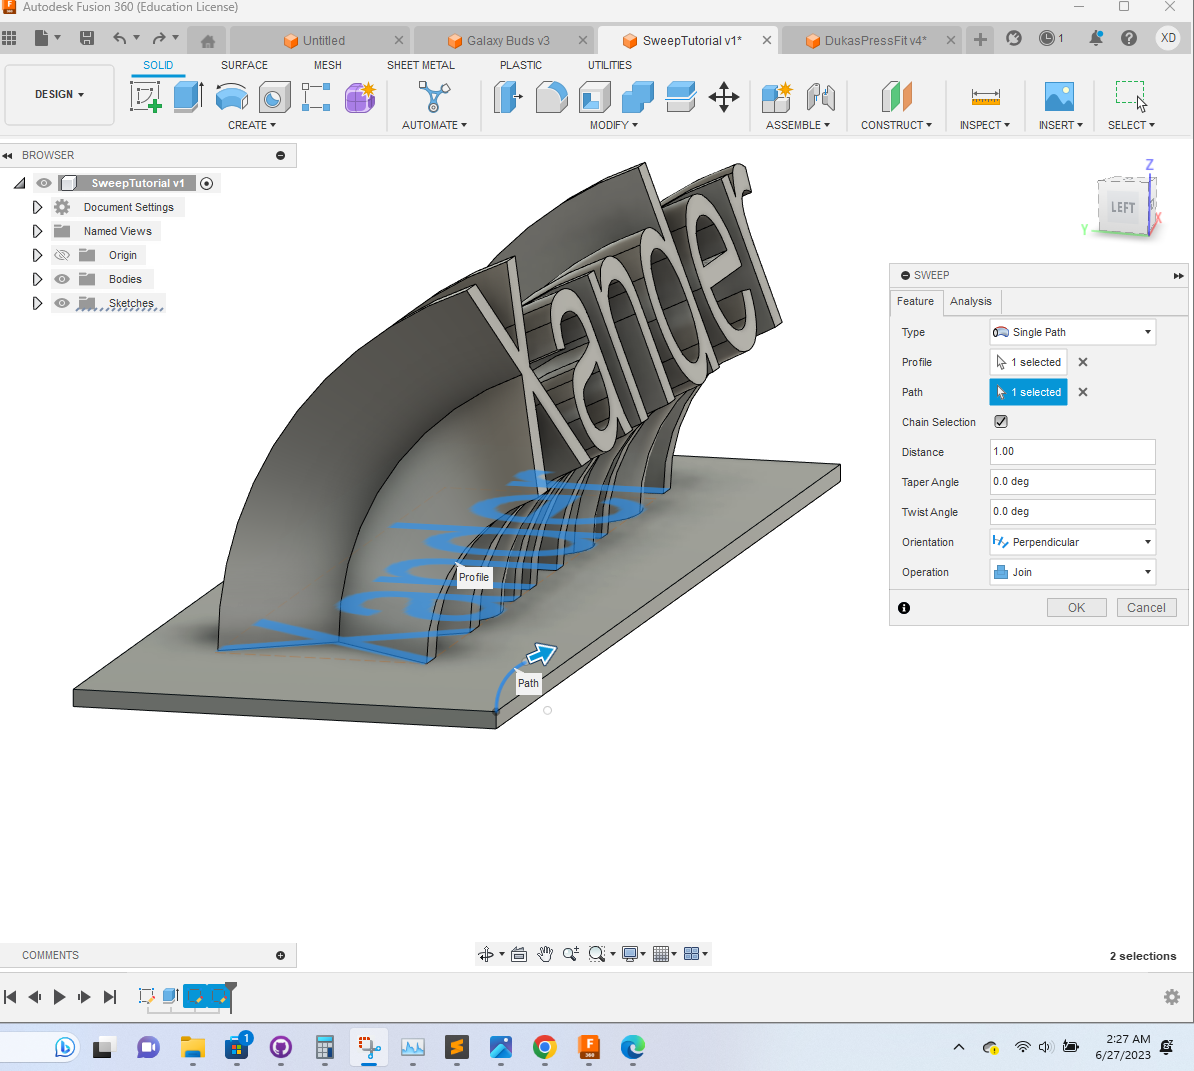 Autodesk Fusion 360 (Education License)
1
XD
Untitled
Galaxy Buds v3
SweepTutorial v1*
DukasPressFit v4*
SOLID
SURFACE
MESH
SHEET METAL
PLASTIC
UTILITIES
DESIGN
CREATE
AUTOMATE
MODIFY
ASSEMBLE
CONSTRUCT
INSPECT
INSERT
SELECT
BROWSER
SweepTutorial v1
Document Settings
Named Views
Origin
Bodies
Sketches
Z
LEFT
Y
X
Xander
Xander
Profile
Path
SWEEP
Feature
Analysis
Type
Single Path
Profile
1 selected
Path
1 selected
Chain Selection
Distance
1.00
Taper Angle
0.0 deg
Twist Angle
0.0 deg
Orientation
Perpendicular
Operation
Join
OK
Cancel
COMMENTS
2 selections
1
F
360
2:27 AM
6/27/2023